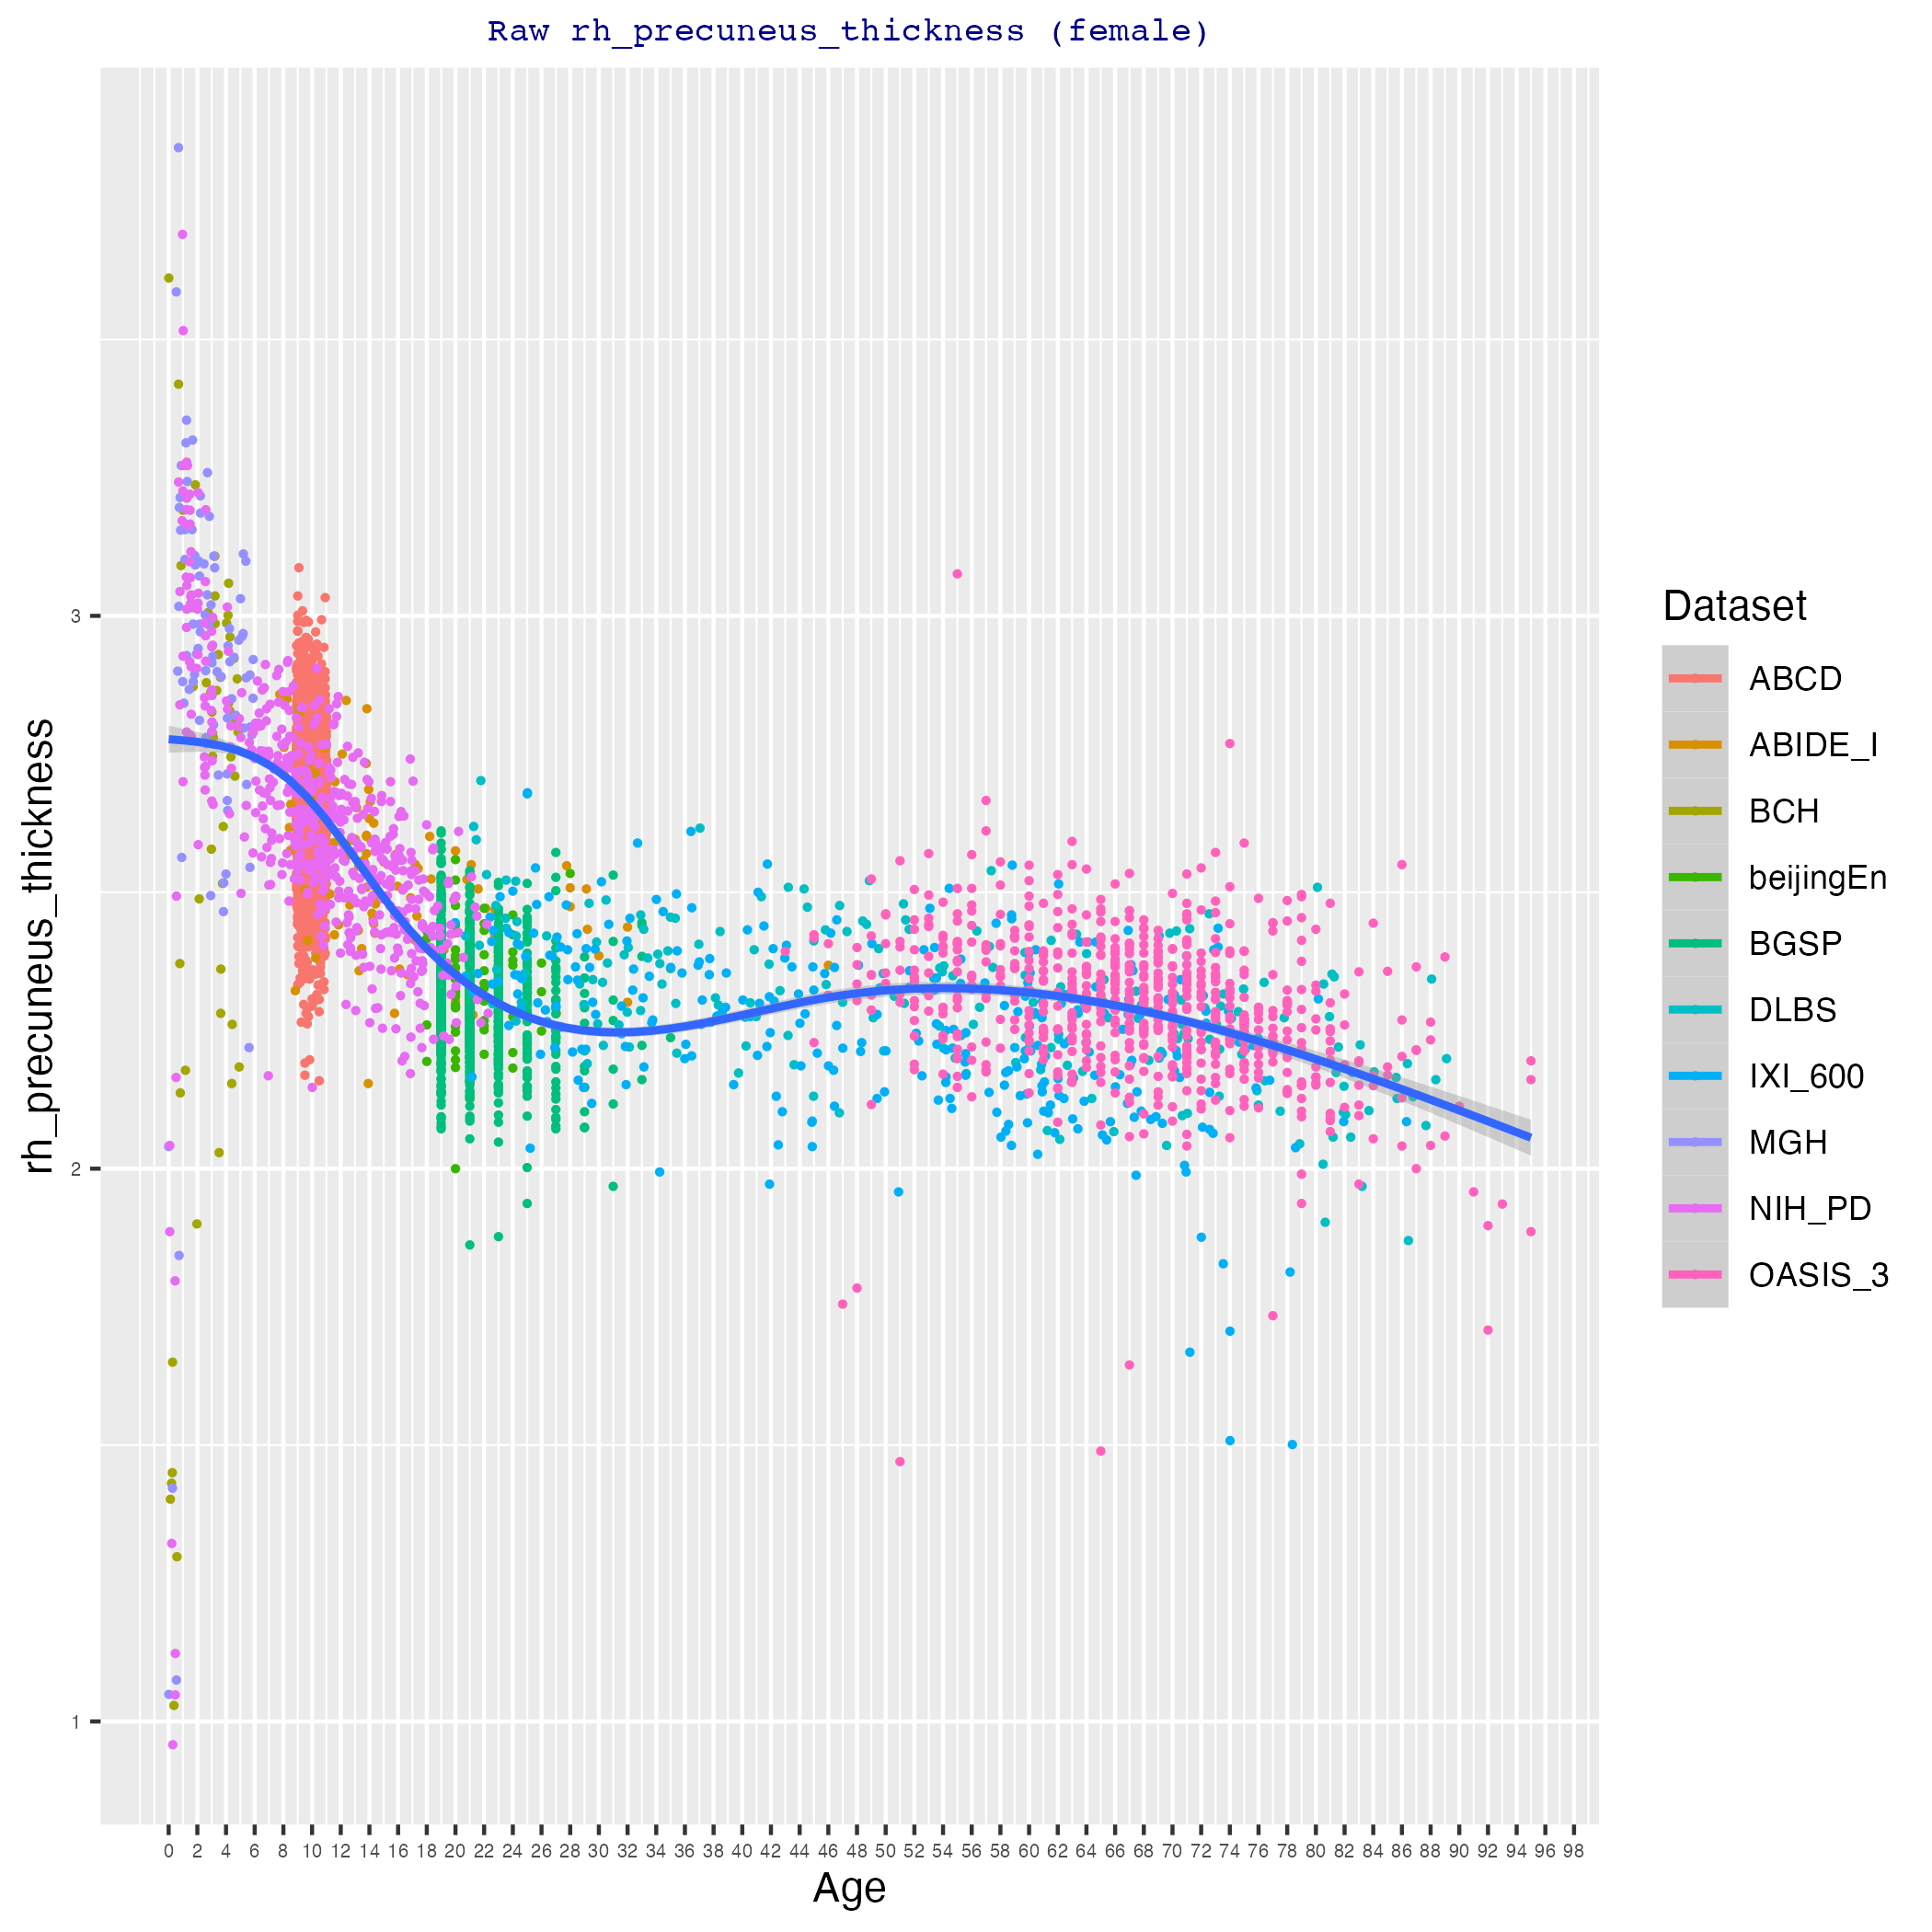 Raw rh_precuneus_thickness (female)
rh_precuneus_thickness
3
2
1
0 2 4 6 8 10 12 14 16 18 20 22 24 26 28 30 32 34 36 38 40 42 44 46 48 50 52 54 56 58 60 62 64 66 68 70 72 74 76 78 80 82 84 86 88 90 92 94 96 98
Age
Dataset
ABCD
ABIDE_I
BCH
beijingEn
BGSP
DLBS
IXI_600
MGH
NIH_PD
OASIS_3